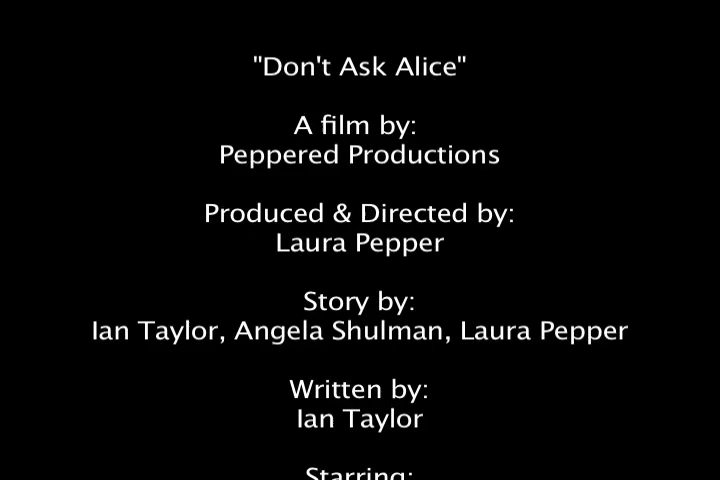 "Don't Ask Alice"
A film by:
Peppered Productions
Produced & Directed by:
Laura Pepper
Story by:
Ian Taylor, Angela Shulman, Laura Pepper
Written by:
Ian Taylor
Starring: